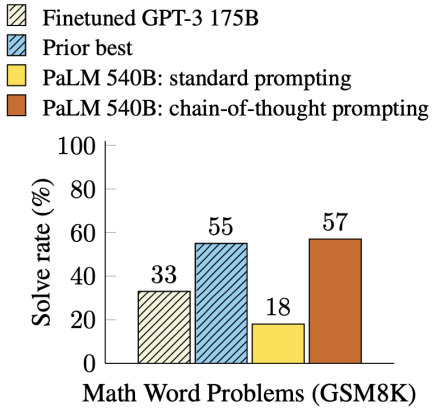 Finetuned GPT-3 175B
Prior best
PaLM 540B: standard prompting
PaLM 540B: chain-of-thought prompting
100
80
60
40
20
0
Solve rate (%)
33
55
18
57
Math Word Problems (GSM8K)